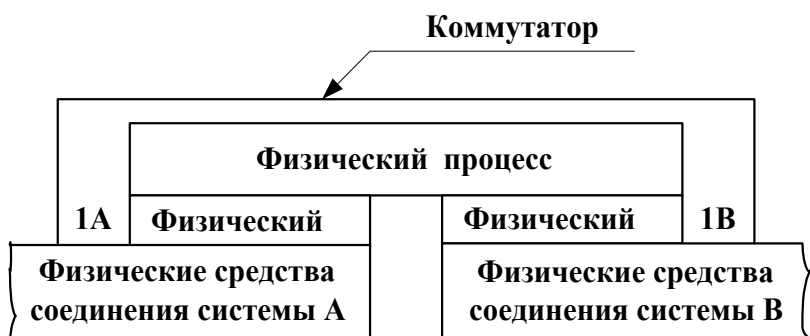 Коммутатор
Физический процесс
1А Физический Физический 1В
Физические средства
соединения системы А
Физические средства
соединения системы В